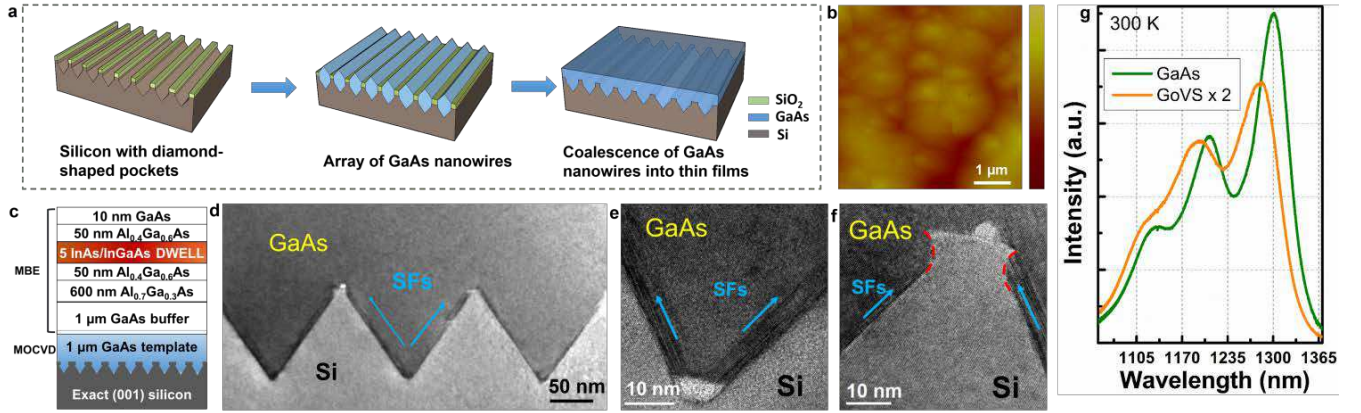 a
SiO2
GaAs
Si
Silicon with diamond-
shaped pockets
Array of GaAs nanowires
Coalescence of GaAs
nanowires into thin films
b
1 μm
c
MBE
MOCVD
10 nm GaAs
50 nm Al0.4Ga0.6As
5 InAs/InGaAs DWELL
50 nm Al0.4Ga0.6As
600 nm Al0.7Ga0.3As
1 μm GaAs buffer
1 μm GaAs template
Exact (001) silicon
d
GaAs
SFs
Si
50 nm
e
GaAs
SFs
10 nm
Si
f
GaAs
SFs
10 nm
Si
g
300 K
GaAs
GoVS x 2
Intensity (a.u.)
1105 1170 1235 1300 1365
Wavelength (nm)